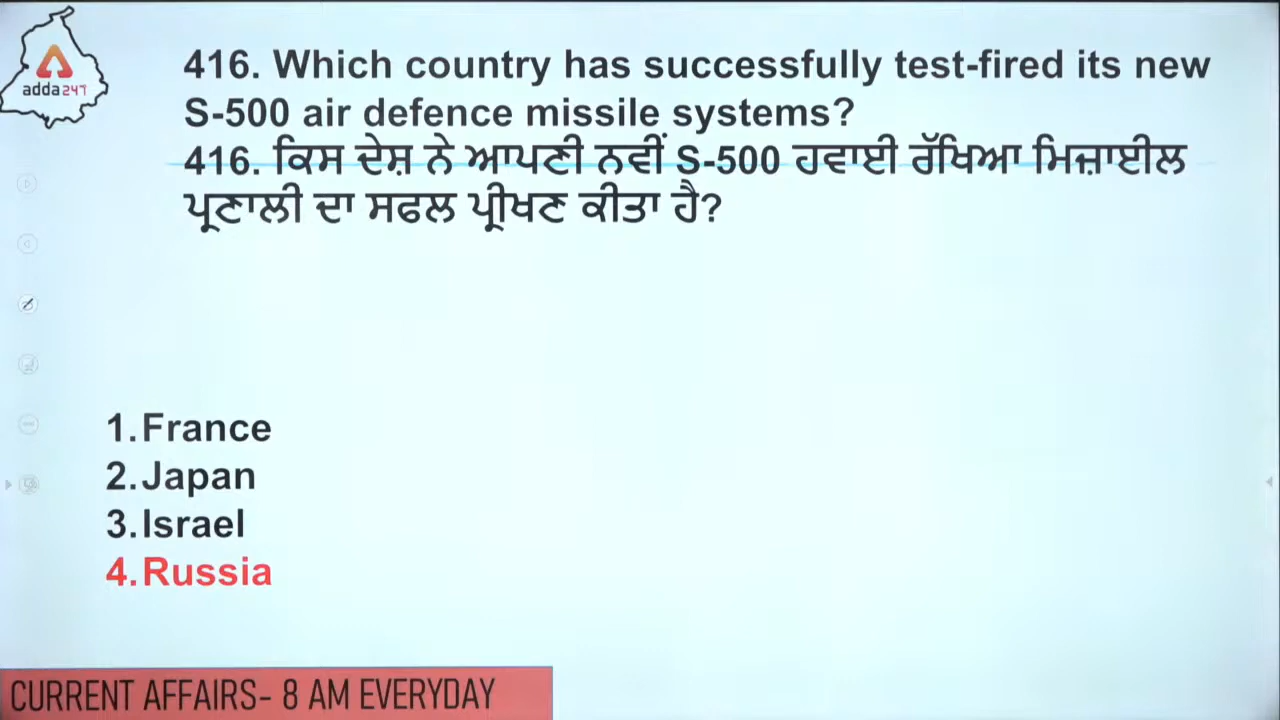 adda247
416. Which country has successfully test-fired its new
S-500 air defence missile systems?
416. ਕਿਸ ਦੇਸ਼ ਨੇ ਆਪਣੀ ਨਵੀਂ S-500 ਹਵਾਈ ਰੱਖਿਆ ਮਿਜ਼ਾਈਲ
ਪ੍ਰਣਾਲੀ ਦਾ ਸਫਲ ਪ੍ਰੀਖਣ ਕੀਤਾ ਹੈ?
1.France
2.Japan
3.Israel
4.Russia
CURRENT AFFAIRS- 8 AM EVERYDAY